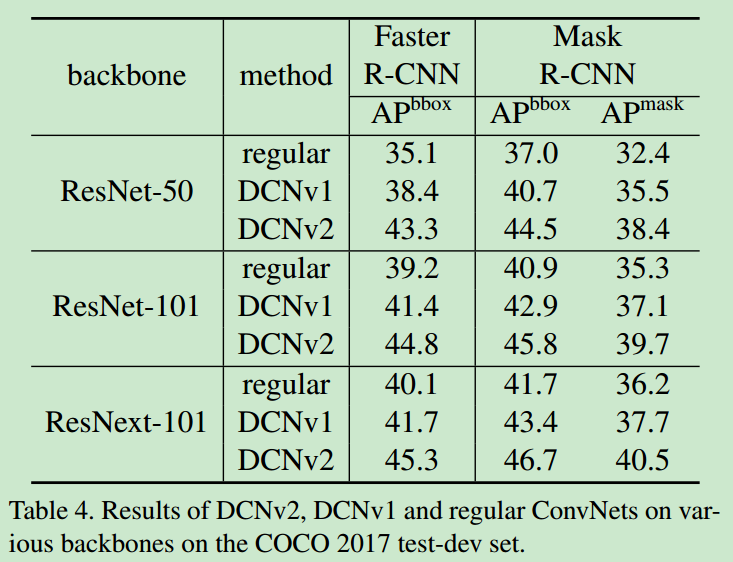 backbone method Faster R-CNN Mask R-CNN
AP^bbox AP^bbox AP^mask
ResNet-50 regular 35.1 37.0 32.4
DCNv1 38.4 40.7 35.5
DCNv2 43.3 44.5 38.4
ResNet-101 regular 39.2 40.9 35.3
DCNv1 41.4 42.9 37.1
DCNv2 44.8 45.8 39.7
ResNext-101 regular 40.1 41.7 36.2
DCNv1 41.7 43.4 37.7
DCNv2 45.3 46.7 40.5
Table 4. Results of DCNv2, DCNv1 and regular ConvNets on var-
ious backbones on the COCO 2017 test-dev set.